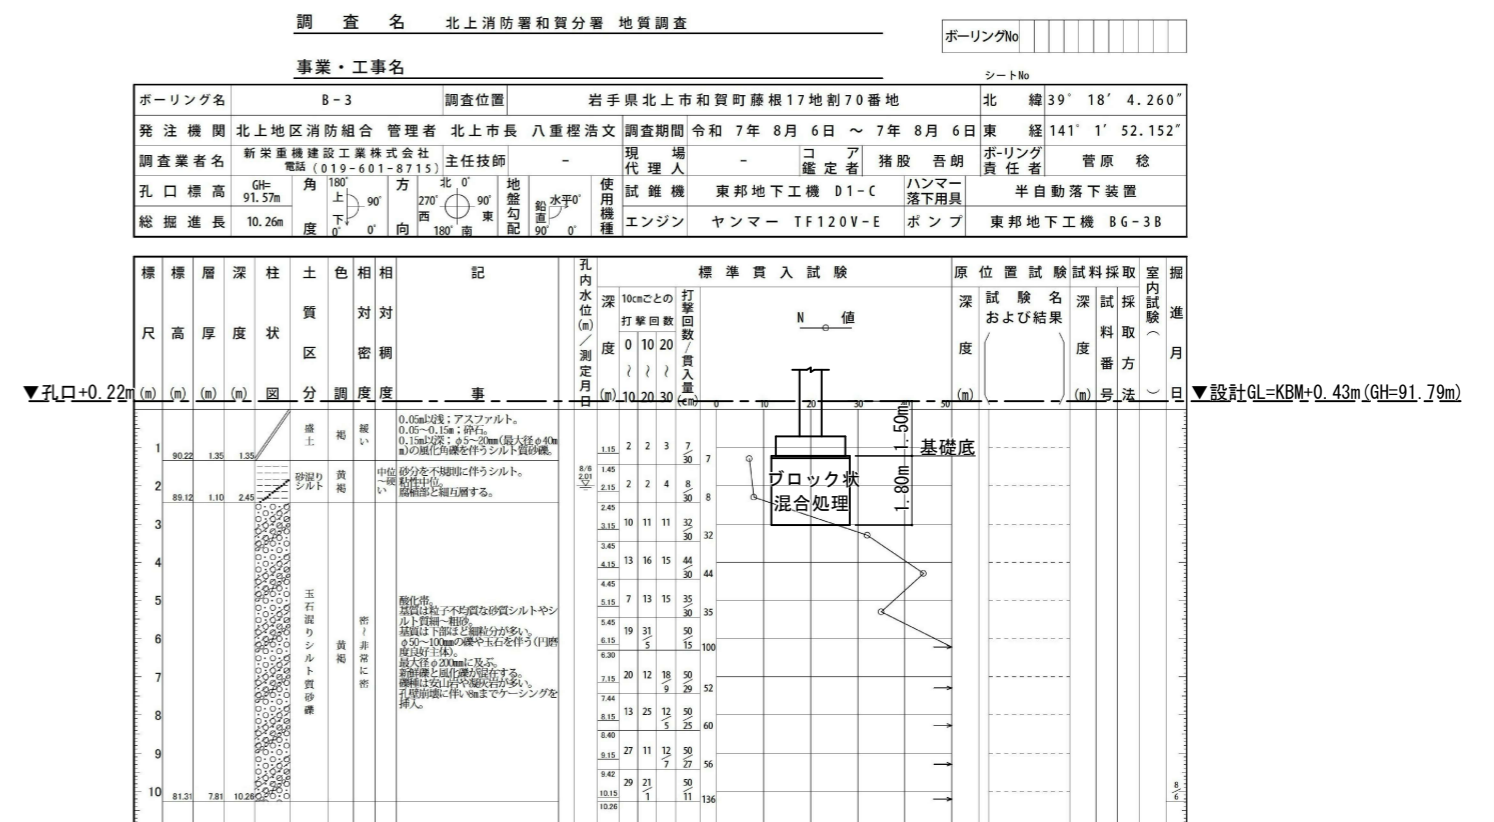 調査名 北上消防署和賀分署 地質調査
ボーリングNo
事業・工事名
シートNo
ボーリング名 B-3 調査位置 岩手県北上市和賀町藤根17地割70番地 北緯 39° 18′ 4.260″
発注機関 北上地区消防組合 管理者 北上市長 八重樫浩文 調査期間 令和 7年 8月 6日 ～ 7年 8月 6日 東経 141° 1′ 52.152″
調査業者名 新栄重機建設工業株式会社 電話(019-601-8715) 主任技師 - 現場代理人 - コア鑑定者 猪股 吾朗 ボーリング責任者 菅原 稔
孔口標高 GH= 91.57m 角度 180° 上 下 0° 90° 0° 方向 北 0° 270° 西 90° 東 180° 南 地盤勾配 鉛直 90° 水平0° 0° 使用機種 試錐機 東邦地下工機 D1-C ハンマー落下用具 半自動落下装置
総掘進長 10.26m エンジン ヤンマー TF120V-E ポンプ 東邦地下工機 BG-3B
標尺(m) 標高(m) 層厚(m) 深度(m) 柱状図 土質区分 色調 相対密度 相対稠度 記事 孔内水位(m)/測定月日 標準貫入試験 原位置試験 試料採取 室内試験( ) 掘進月日
深度(m) 10cmごとの打撃回数 0～10 10～20 20～30 打撃回数/貫入量(cm) N値 深度(m) 試験名および結果 深度(m) 試料番号 採取方法
▼孔口+0.22m
▼設計GL=KBM+0.43m(GH=91.79m)
0 10 20 30 40 50
1 90.22 1.35 1.35 盛土 褐 緩い
0.05m以浅；アスファルト。
0.05～0.15m；砕石。
0.15m以深；φ5～20mm(最大径φ40m
m)の風化角礫を伴うシルト質砂礫。
1.15 2 2 3 7/30 7
1.45
2 89.12 1.10 2.45 砂混りシルト 黄褐 中位～硬い
砂分を不規則に伴うシルト。
粘性中位。
腐植部と細互層する。
8/6 2.01
2.15 2 2 4 8/30 8
2.45
1.50m
基礎底
ブロック状
混合処理
1.80m
3 3.15 10 11 11 32/30 32
3.45
4 4.15 13 16 15 44/30 44
4.45
5 5.15 7 13 15 35/30 35
5.45
玉石混りシルト質砂礫 黄褐 密～非常に密
酸化帯。
基質は粒子不均質な砂質シルトやシ
ルト質細～粗砂。
基質は下部ほど細粒分が多い。
φ50～100mmの礫や玉石を伴う(円磨
度良好主体)。
最大径φ200mmに及ぶ。
新鮮礫と風化礫が混在する。
礫種は安山岩や凝灰岩が多い。
孔壁崩壊に伴い8mまでケーシングを
挿入。
6 6.15 19 31/5 50/15 100
6.30
7 7.15 20 12 18/9 50/29 52
7.44
8 8.15 13 25 12/5 50/25 60
8.40
9 9.15 27 11 12/7 50/27 56
9.42
10 81.31 7.81 10.26 10.15 29 21/1 50/11 136 8/6
10.26